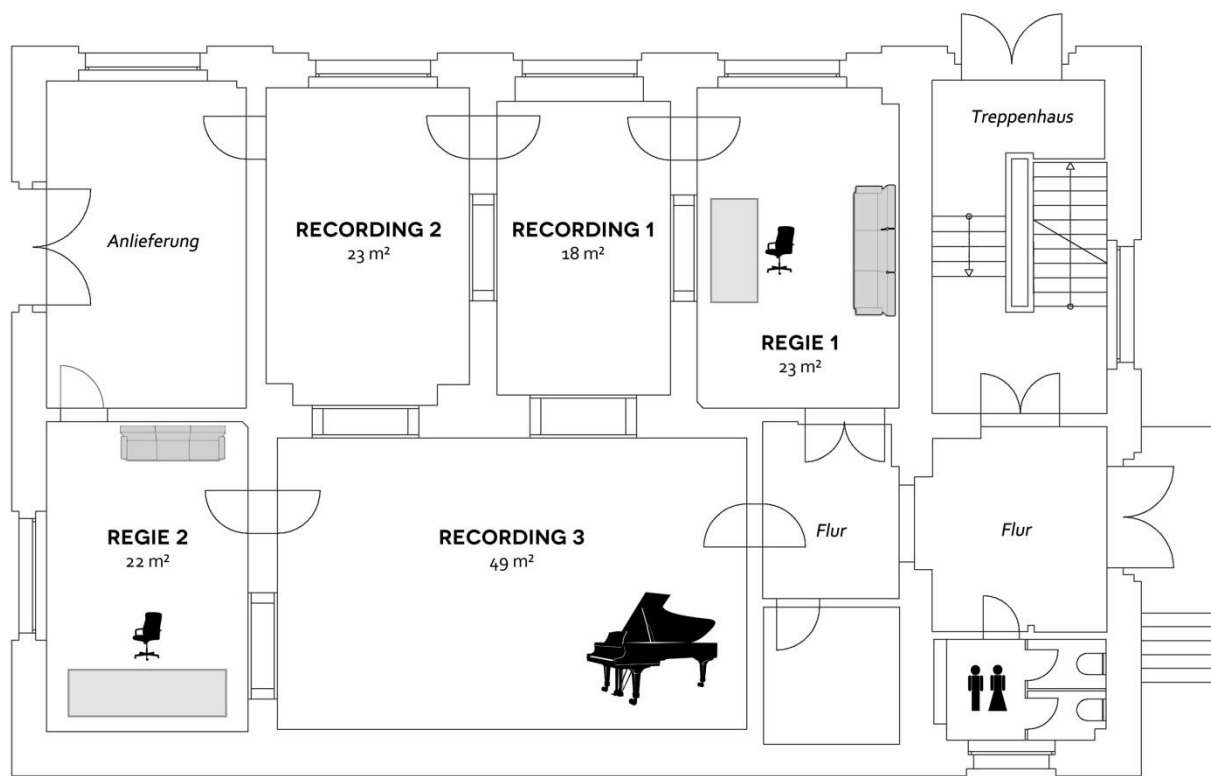 Treppenhaus
Anlieferung
RECORDING 2
23 m²
RECORDING 1
18 m²
REGIE 1
23 m²
REGIE 2
22 m²
RECORDING 3
49 m²
Flur
Flur